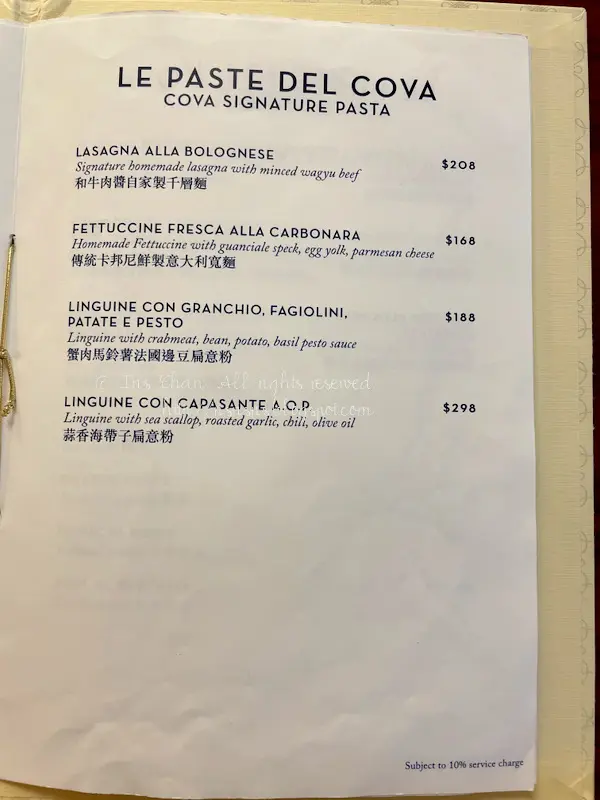 LE PASTE DEL COVA
COVA SIGNATURE PASTA
LASAGNA ALLA BOLOGNESE $208
Signature homemade lasagna with minced wagyu beef
和牛肉醬自家製千層麵
FETTUCCINE FRESCA ALLA CARBONARA $168
Homemade Fettuccine with guanciale speck, egg yolk, parmesan cheese
傳統卡邦尼鮮製意大利寬麵
LINGUINE CON GRANCHIO, FAGIOLINI, $188
PATATE E PESTO
Linguine with crabmeat, bean, potato, basil pesto sauce
蟹肉馬鈴薯法國邊豆扁意粉
© Iris Chan All rights reserved
LINGUINE CON CAPASANTE A.O.P. $298
Linguine with sea scallop, roasted garlic, chili, olive oil
蒜香海帶子扁意粉
Subject to 10% service charge